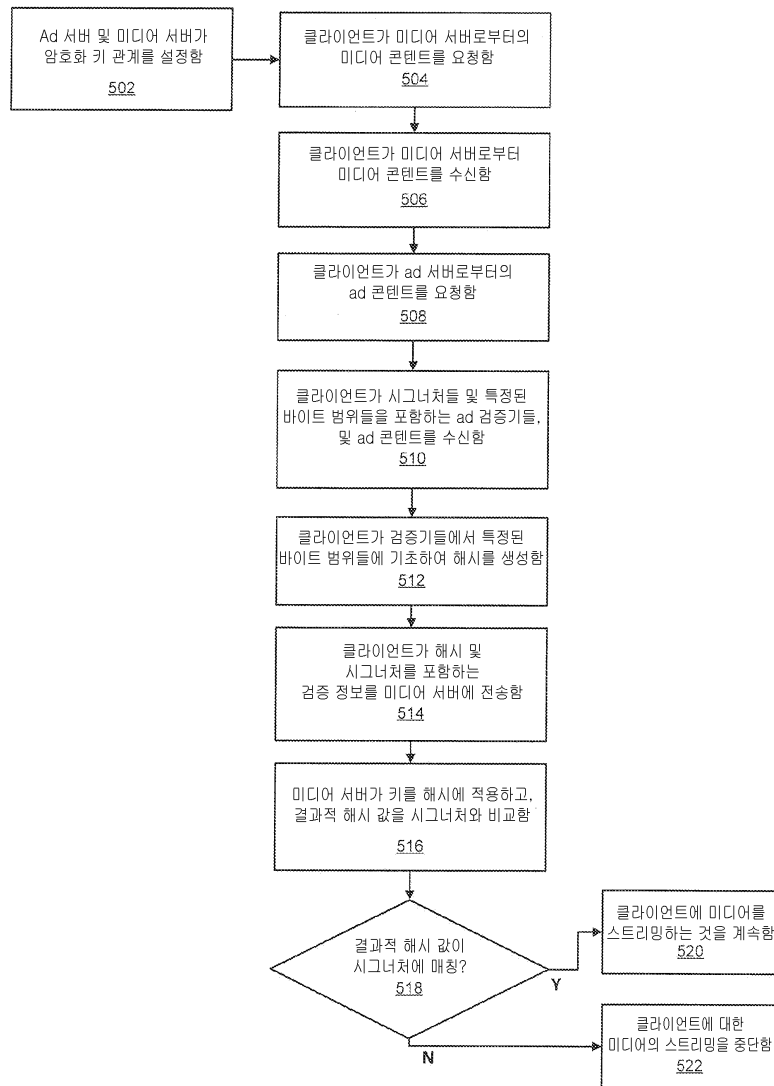 Ad 서버 및 미디어 서버가
암호화 키 관계를 설정함
502
클라이언트가 미디어 서버로부터의
미디어 콘텐트를 요청함
504
클라이언트가 미디어 서버로부터
미디어 콘텐트를 수신함
506
클라이언트가 ad 서버로부터의
ad 콘텐트를 요청함
508
클라이언트가 시그너처들 및 특정된
바이트 범위들을 포함하는 ad 검증기들,
및 ad 콘텐트를 수신함
510
클라이언트가 검증기들에서 특정된
바이트 범위들에 기초하여 해시를 생성함
512
클라이언트가 해시 및
시그너처를 포함하는
검증 정보를 미디어 서버에 전송함
514
미디어 서버가 키를 해시에 적용하고,
결과적 해시 값을 시그너처와 비교함
516
결과적 해시 값이
시그너처에 매칭?
518
Y
클라이언트에 미디어를
스트리밍하는 것을 계속함
520
N
클라이언트에 대한
미디어의 스트리밍을 중단함
522